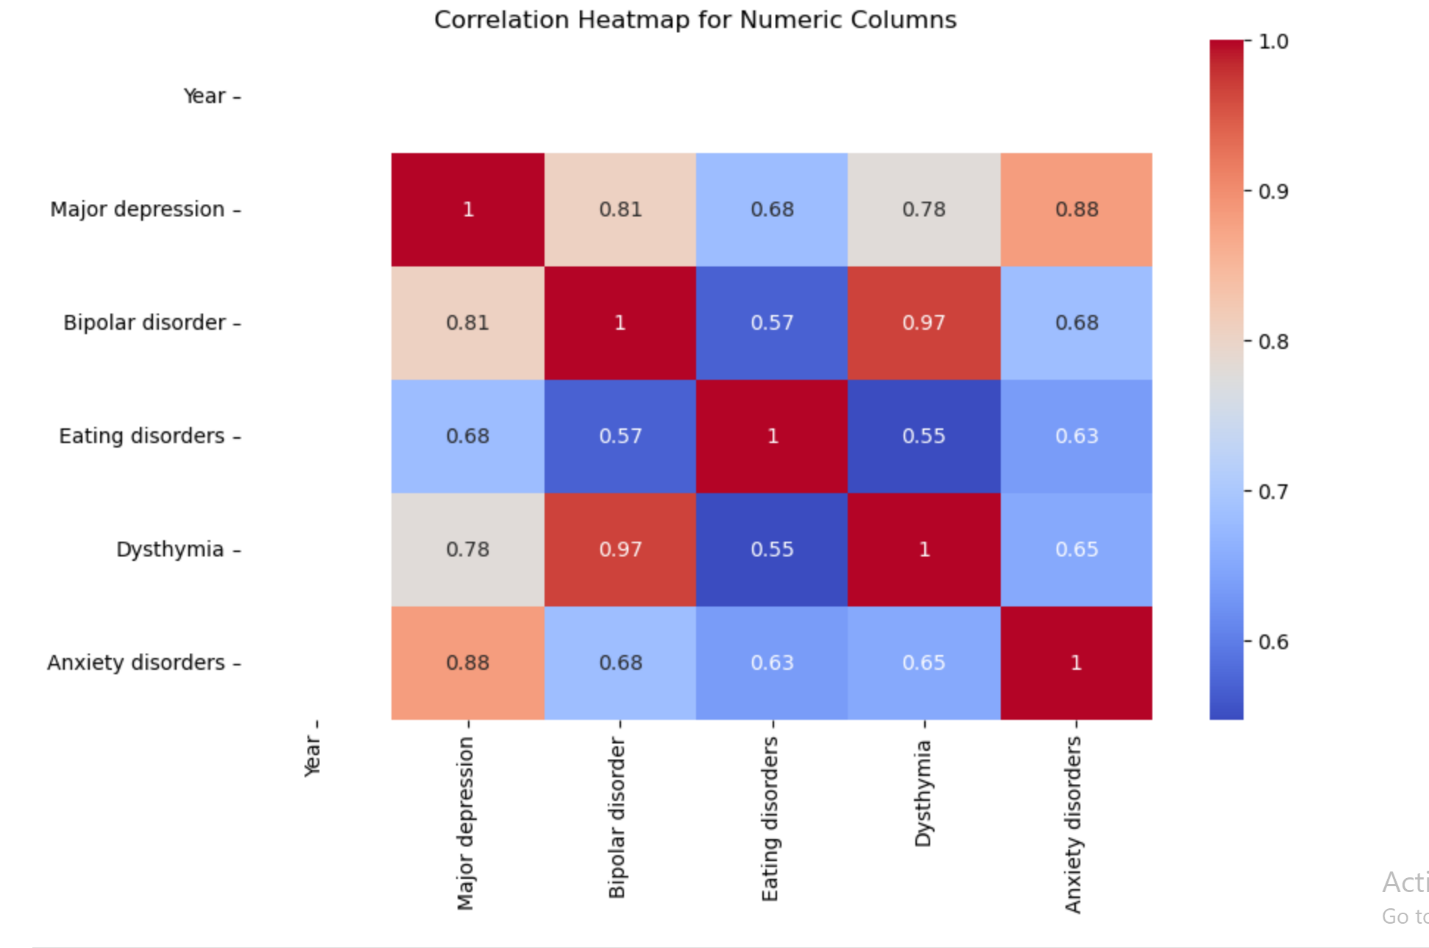 Correlation Heatmap for Numeric Columns
1.0
Year
0.9
Major depression 1 0.81 0.68 0.78 0.88
Bipolar disorder 0.81 1 0.57 0.97 0.68
0.8
Eating disorders 0.68 0.57 1 0.55 0.63
0.7
Dysthymia 0.78 0.97 0.55 1 0.65
0.6
Anxiety disorders 0.88 0.68 0.63 0.65 1
Year
Major depression
Bipolar disorder
Eating disorders
Dysthymia
Anxiety disorders
Go